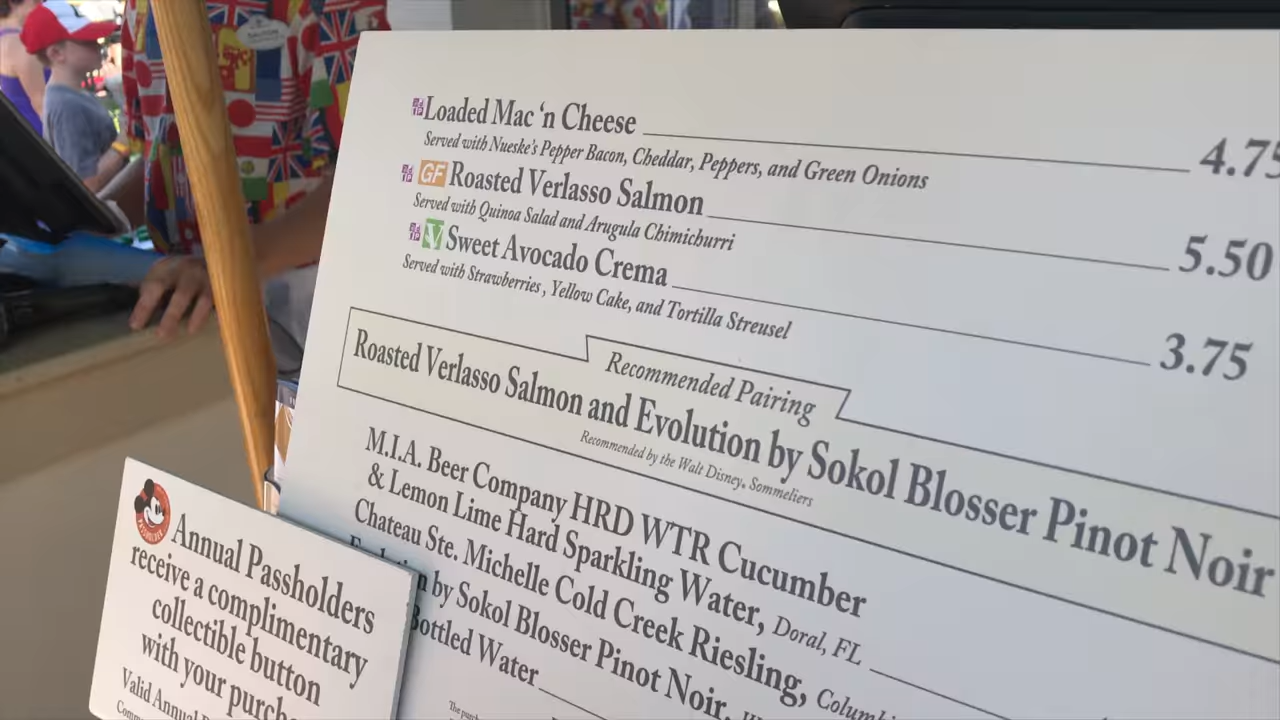 Loaded Mac 'n Cheese 4.75
Served with Nueske's Pepper Bacon, Cheddar, Peppers, and Green Onions
GF Roasted Verlasso Salmon 5.50
Served with Quinoa Salad and Arugula Chimichurri
V Sweet Avocado Crema 3.75
Served with Strawberries, Yellow Cake, and Tortilla Streusel
Recommended Pairing
Roasted Verlasso Salmon and Evolution by Sokol Blosser Pinot Noir
Recommended by the Walt Disney® Sommeliers
M.I.A. Beer Company HRD WTR Cucumber
& Lemon Lime Hard Sparkling Water, Doral, FL
Chateau Ste. Michelle Cold Creek Riesling,
by Sokol Blosser Pinot Noir,
Bottled Water
The
Annual Passholders
receive a complimentary
collectible button
with your
Valid Annual